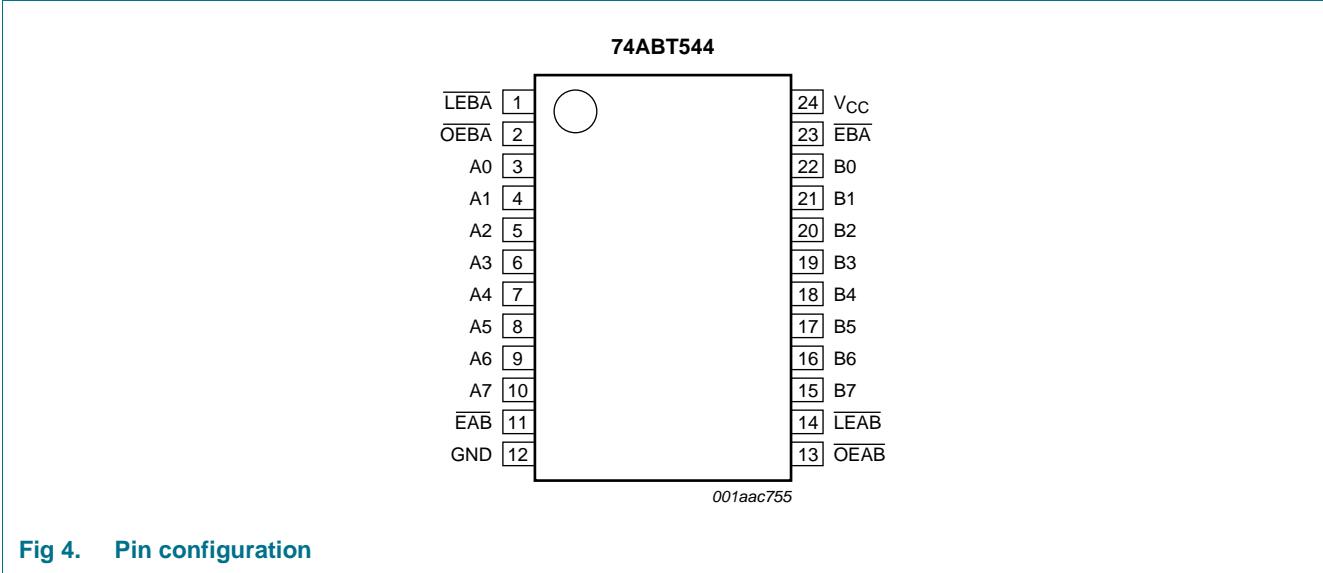 74ABT544
LEBA 1 24 VCC
OEBA 2 23 EBA
A0 3 22 B0
A1 4 21 B1
A2 5 20 B2
A3 6 19 B3
A4 7 18 B4
A5 8 17 B5
A6 9 16 B6
A7 10 15 B7
EAB 11 14 LEAB
GND 12 13 OEAB
001aac755
Fig 4. Pin configuration